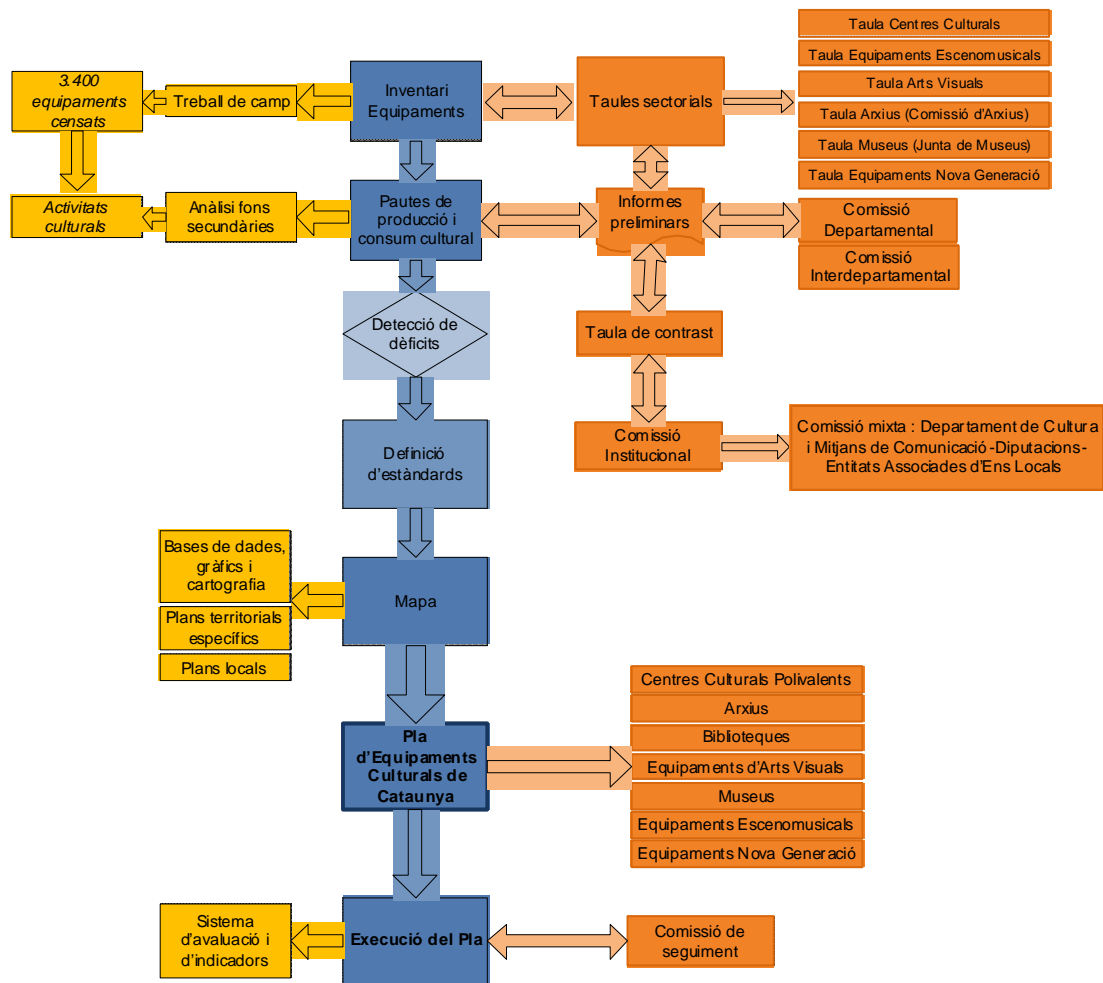 Taula Centres Culturals
Taula Equipaments Escenomusicals
Taula Arts Visuals
Taula Arxius (Comissió d'Arxius)
Taula Museus (Junta de Museus)
Taula Equipaments Nova Generació
3.400
equipaments
censats
Treball de camp
Inventari
Equipaments
Taules sectorials
Activitats
culturals
Anàlisi fons
secundàries
Pautes de
producció i
consum cultural
Informes
preliminars
Comissió
Departamental
Comissió
Interdepartamental
Detecció de
dèficits
Taula de contrast
Definició
d'estàndards
Comissió
Institucional
Comissió mixta : Departament de Cultura
i Mitjans de Comunicació-Diputacions-
Entitats Associades d'Ens Locals
Bases de dades,
gràfics i
cartografia
Plans territorials
específics
Plans locals
Mapa
Pla
d'Equipaments
Culturals de
Cataunya
Centres Culturals Polivalents
Arxius
Biblioteques
Equipaments d'Arts Visuals
Museus
Equipaments Escenomusicals
Equipaments Nova Generació
Sistema
d'avaluació i
d'indicadors
Execució del Pla
Comissió de
seguiment